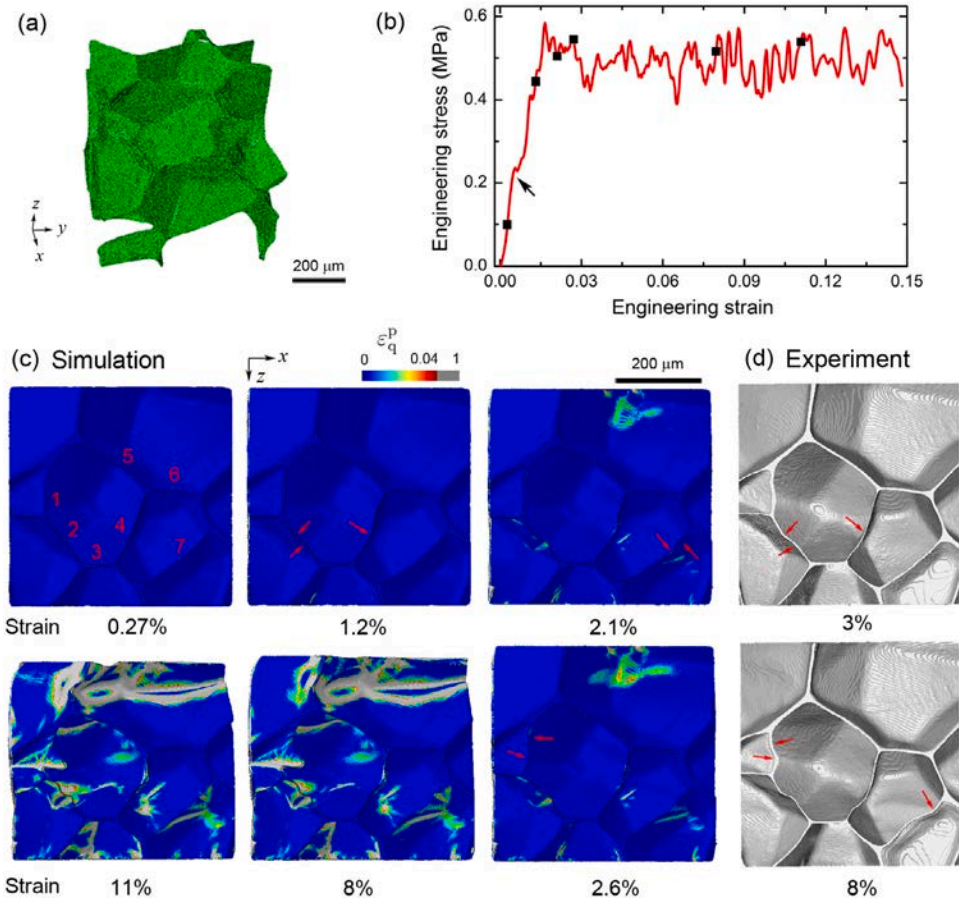 (a)
z
y
x
200 μm
(b)
Engineering stress (MPa)
0.6
0.4
0.2
0.0
0.00 0.03 0.06 0.09 0.12 0.15
Engineering strain
(c) Simulation
x
z
ε_q^p
0 0.04 1
200 μm
(d) Experiment
1
2
3
4
5
6
7
Strain 0.27% 1.2% 2.1% 3%
Strain 11% 8% 2.6% 8%